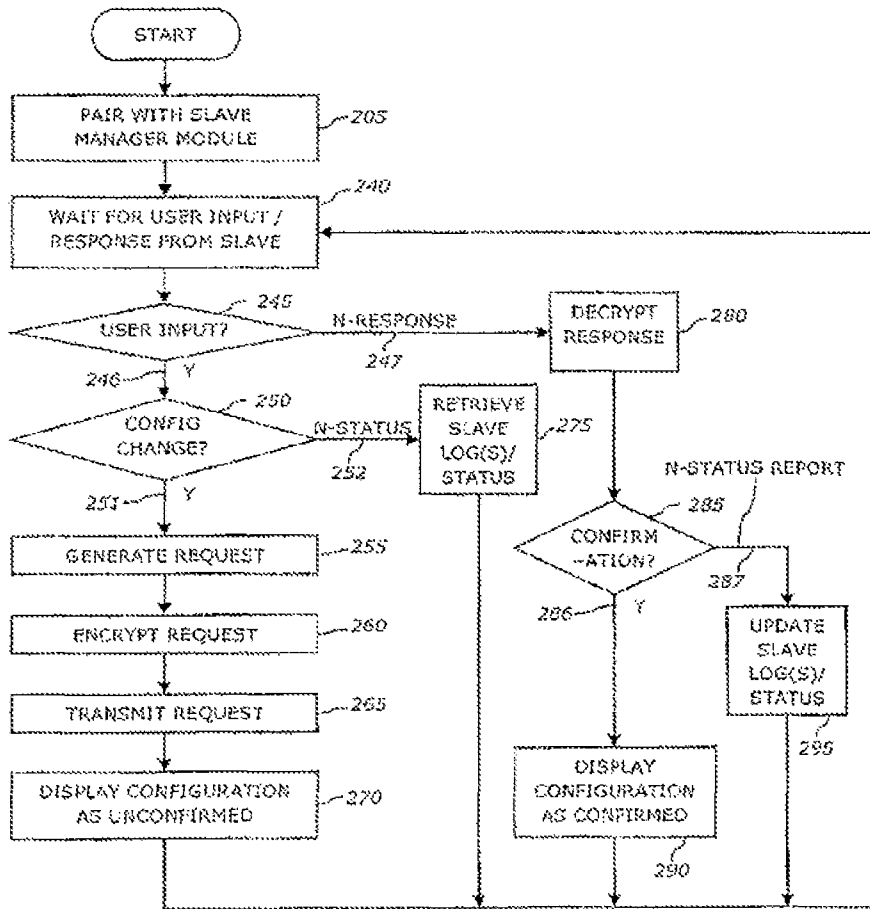 START
PAIR WITH SLAVE
MANAGER MODULE
205
240
WAIT FOR USER INPUT /
RESPONSE FROM SLAVE
245
USER INPUT?
N-RESPONSE
247
DECRYPT
RESPONSE
280
246
Y
250
CONFIG
CHANGE?
N-STATUS
252
RETRIEVE
SLAVE
LOG(S)/
STATUS
275
251
Y
N-STATUS REPORT
285
CONFIRM
-ATION?
287
286
Y
GENERATE REQUEST
255
ENCRYPT REQUEST
260
UPDATE
SLAVE
LOG(S)/
STATUS
295
TRANSMIT REQUEST
265
DISPLAY CONFIGURATION
AS UNCONFIRMED
270
DISPLAY
CONFIGURATION
AS CONFIRMED
290